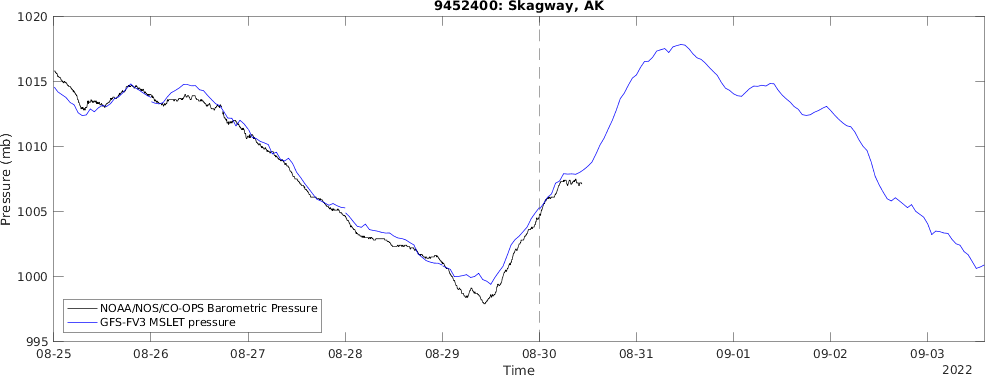 9452400: Skagway, AK
1020
1015
1010
1005
1000
995
Pressure (mb)
NOAA/NOS/CO-OPS Barometric Pressure
GFS-FV3 MSLET pressure
08-25 08-26 08-27 08-28 08-29 08-30 08-31 09-01 09-02 09-03
Time
2022